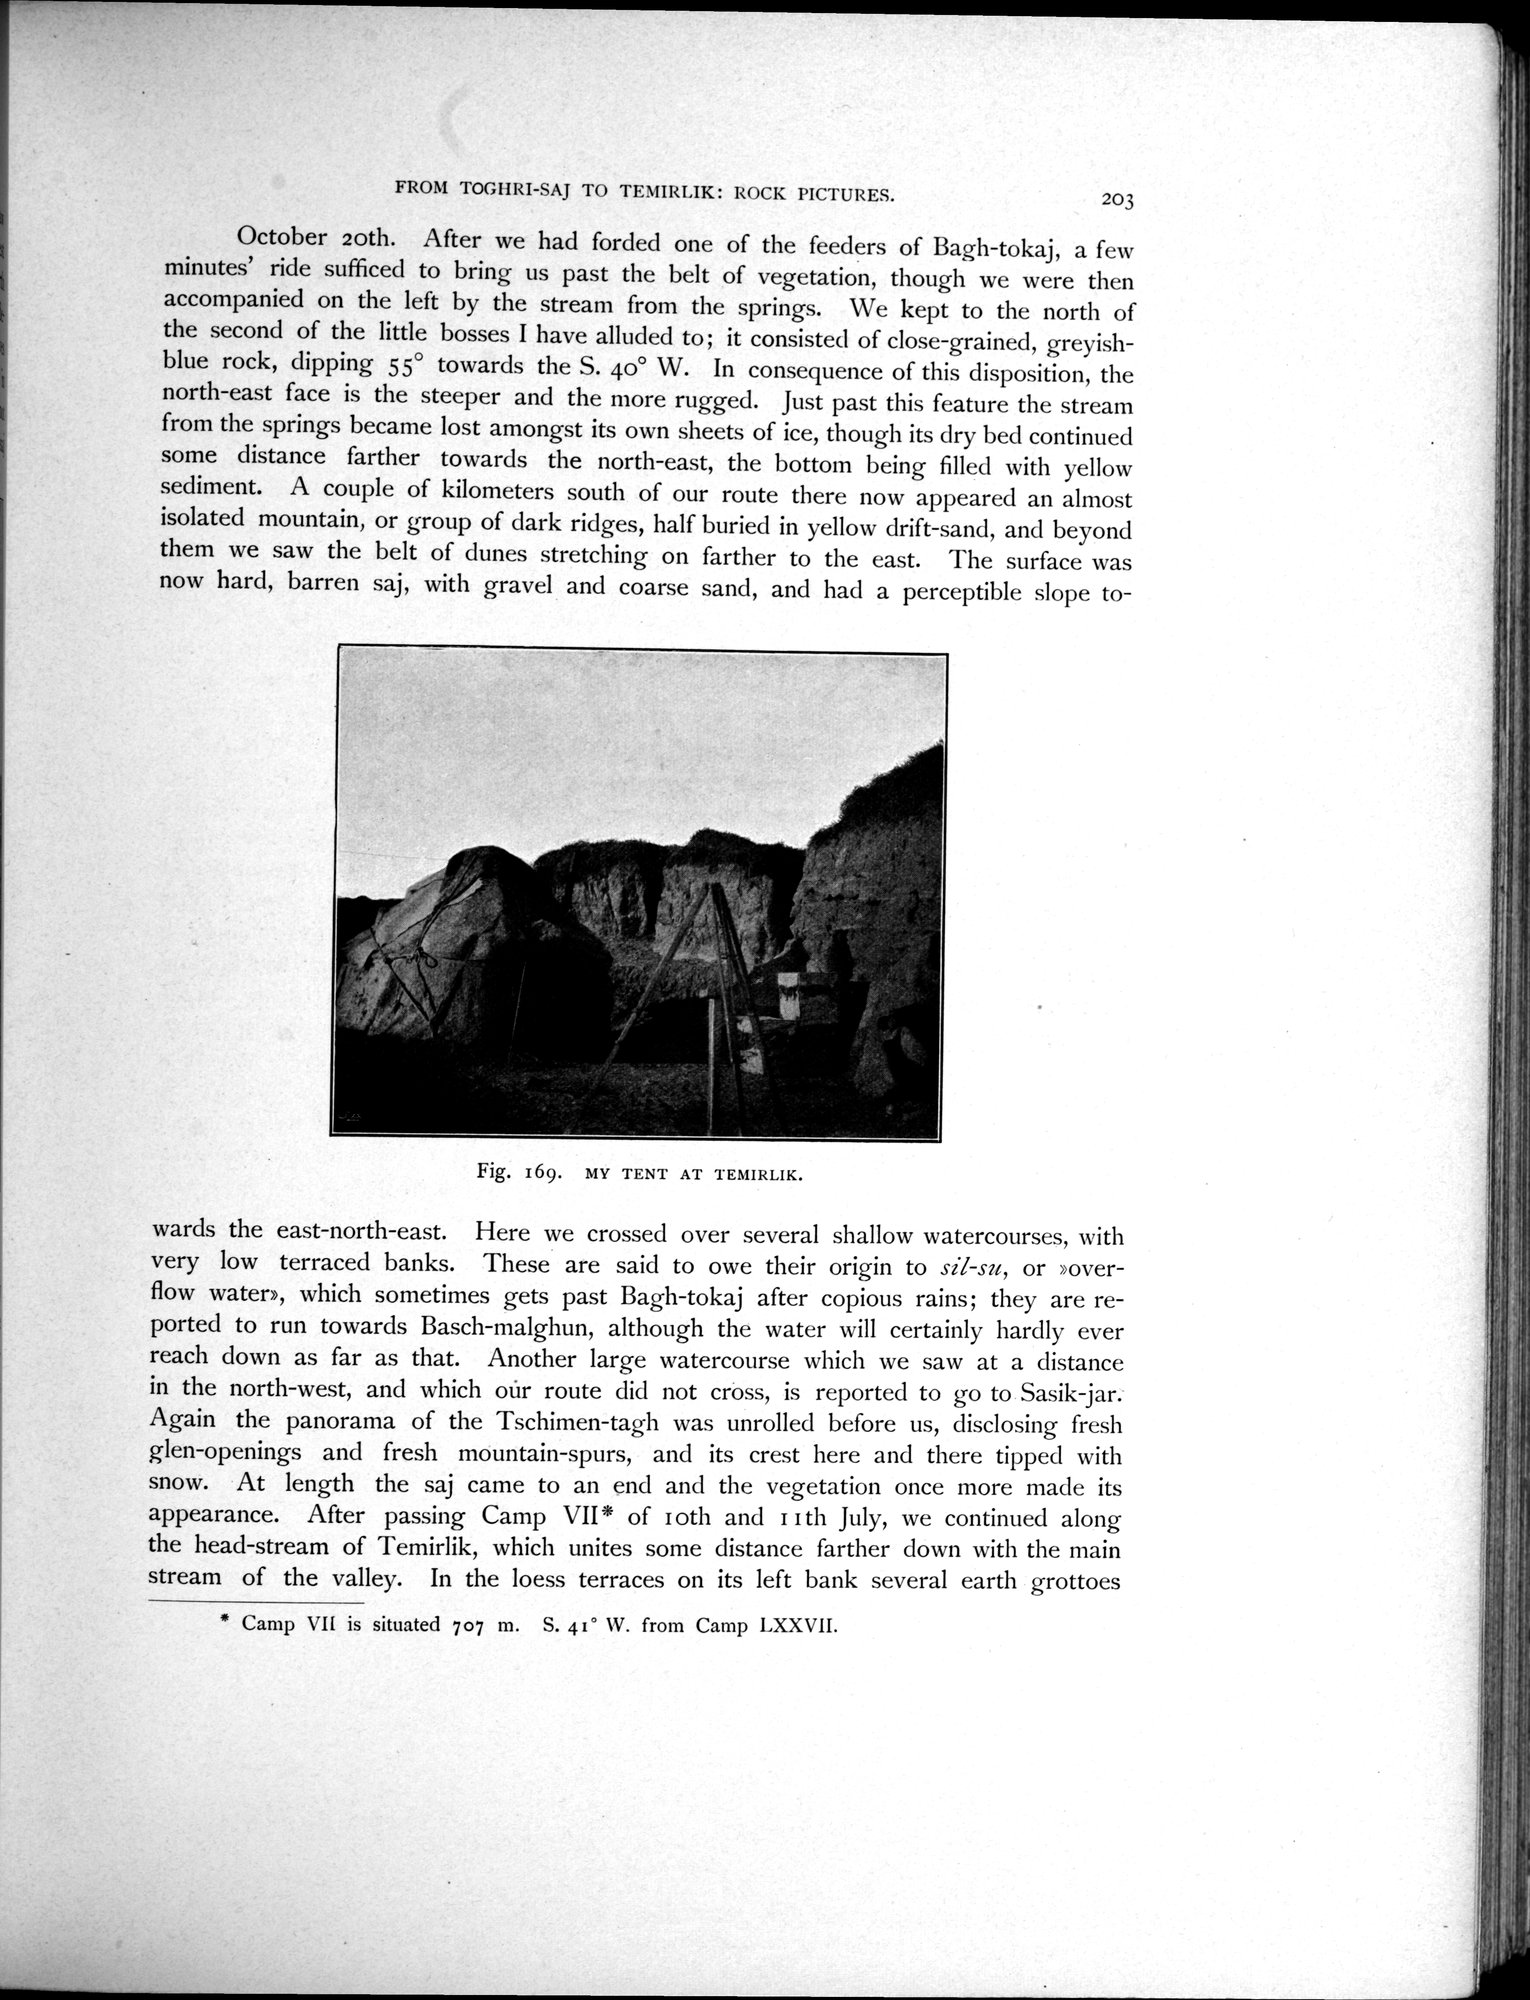 FROM TOGHRI-SAJ TO TEMIRLIK: ROCK PICTURES. 203
October 20th. After we had forded one of the feeders of Bagh-tokaj, a few
minutes' ride sufficed to bring us past the belt of vegetation, though we were then
accompanied on the left by the stream from the springs. We kept to the north of
the second of the little bosses I have alluded to; it consisted of close-grained, greyish-
blue rock, dipping 55° towards the S. 40° W. In consequence of this disposition, the
north-east face is the steeper and the more rugged. Just past this feature the stream
from the springs became lost amongst its own sheets of ice, though its dry bed continued
some distance farther towards the north-east, the bottom being filled with yellow
sediment. A couple of kilometers south of our route there now appeared an almost
isolated mountain, or group of dark ridges, half buried in yellow drift-sand, and beyond
them we saw the belt of dunes stretching on farther to the east. The surface was
now hard, barren saj, with gravel and coarse sand, and had a perceptible slope to-
Fig. 169. MY TENT AT TEMIRLIK.
wards the east-north-east. Here we crossed over several shallow watercourses, with
very low terraced banks. These are said to owe their origin to sil-su, or »over-
flow water», which sometimes gets past Bagh-tokaj after copious rains; they are re-
ported to run towards Basch-malghun, although the water will certainly hardly ever
reach down as far as that. Another large watercourse which we saw at a distance
in the north-west, and which our route did not cross, is reported to go to Sasik-jar.
Again the panorama of the Tschimen-tagh was unrolled before us, disclosing fresh
glen-openings and fresh mountain-spurs, and its crest here and there tipped with
snow. At length the saj came to an end and the vegetation once more made its
appearance. After passing Camp VII* of 10th and 11th July, we continued along
the head-stream of Temirlik, which unites some distance farther down with the main
stream of the valley. In the loess terraces on its left bank several earth grottoes
* Camp VII is situated 707 m. S. 41° W. from Camp LXXVII.